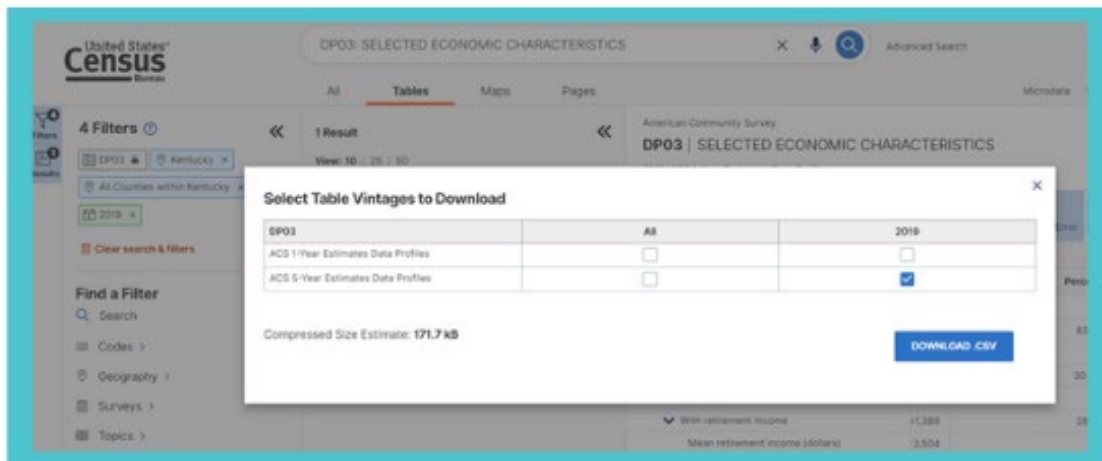 United States®
Census
Bureau
DP03: SELECTED ECONOMIC CHARACTERISTICS
Advanced Search
All Tables Maps Pages
Microdata
4 Filters
1 Result
American Community Survey
DP03 | SELECTED ECONOMIC CHARACTERISTICS
Filters
DP03 Kentucky ×
View: 10 | 25 | 50
Results
All Counties within Kentucky
2019 ×
Clear search & filters
Find a Filter
Search
Codes >
Geography >
Surveys >
Topics >
Select Table Vintages to Download
DP03 All 2019
ACS 1-Year Estimates Data Profiles
ACS 5-Year Estimates Data Profiles
Compressed Size Estimate: 171.7 kB
DOWNLOAD .CSV
Error
Perce
With retirement income
Mean retirement income (dollars)